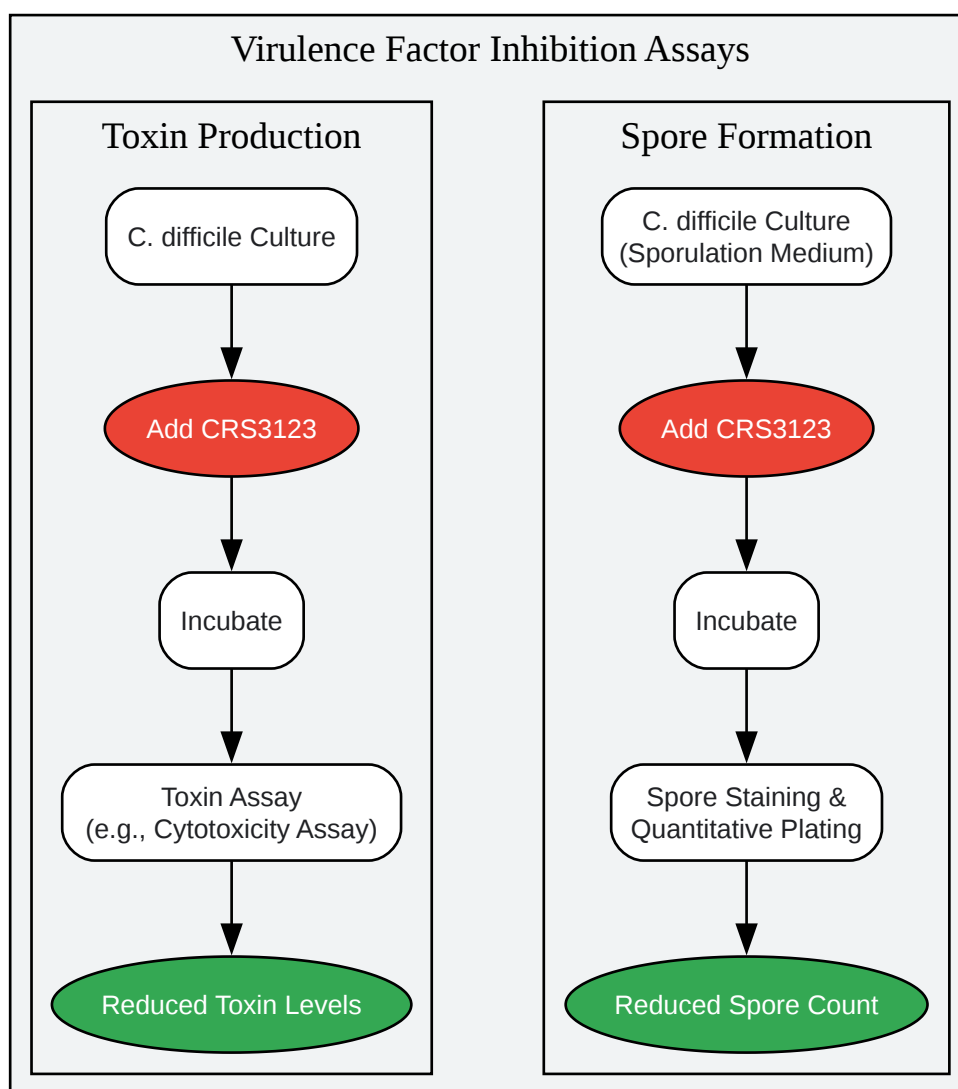 Virulence Factor Inhibition Assays
Toxin Production
C. difficile Culture
Add CRS3123
Incubate
Toxin Assay
(e.g., Cytotoxicity Assay)
Reduced Toxin Levels
Spore Formation
C. difficile Culture
(Sporulation Medium)
Add CRS3123
Incubate
Spore Staining &
Quantitative Plating
Reduced Spore Count